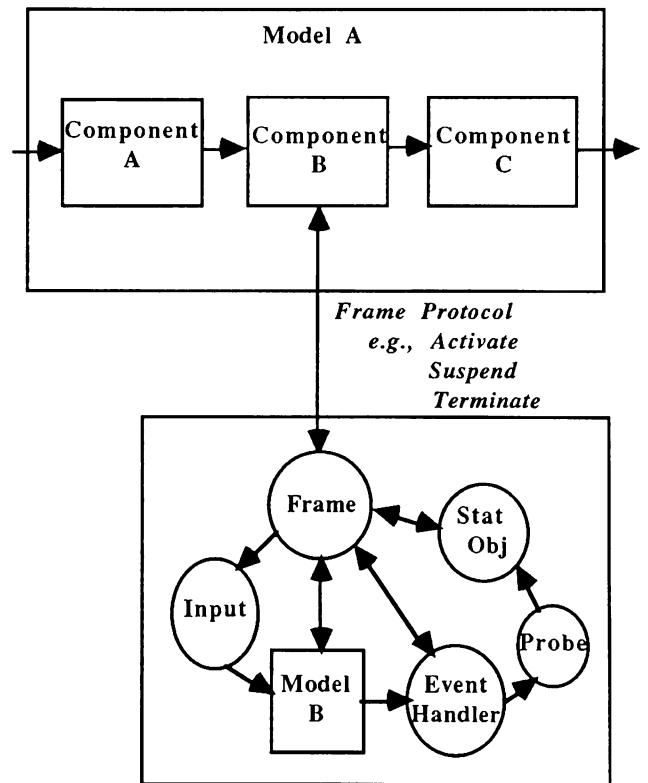 Model A
Component
A
Component
B
Component
C
Frame Protocol
e.g., Activate
Suspend
Terminate
Frame
Stat
Obj
Input
Probe
Model
B
Event
Handler